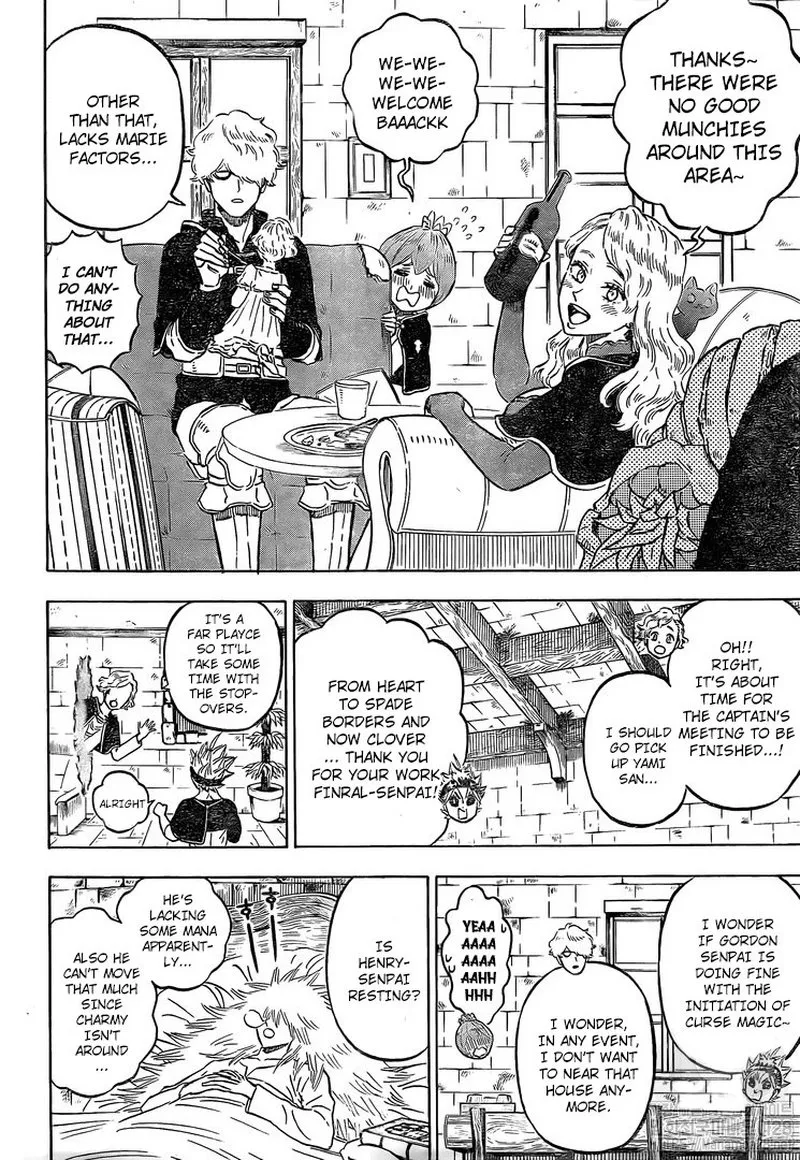 THANKS~
THERE WERE
NO GOOD
MUNCHIES
AROUND THIS
AREA~
WE-WE-
WE-WE-
WELCOME
BAAACKK
OTHER
THAN THAT,
LACKS MARIE
FACTORS...
I CAN'T
DO ANY-
THING
ABOUT
THAT...
OH!!
RIGHT,
IT'S ABOUT
TIME FOR
THE CAPTAIN'S
MEETING TO BE
FINISHED...!
I SHOULD
GO PICK
UP YAMI
SAN...
FROM HEART
TO SPADE
BORDERS AND
NOW CLOVER
... THANK YOU
FOR YOUR WORK
FINRAL-SENPAI!
IT'S A
FAR PLAYCE
SO IT'LL
TAKE SOME
TIME WITH
THE STOP-
OVERS.
ALRIGHT
I WONDER
IF GORDON
SENPAI IS
DOING FINE
WITH THE
INITIATION OF
CURSE MAGIC~
I WONDER,
IN ANY EVENT,
I DON'T WANT
TO NEAR THAT
HOUSE ANY-
MORE.
YEAA
AAAA
AAAA
AAHH
HHH
IS
HENRY-
SENPAI
RESTING?
HE'S
LACKING
SOME MANA
APPARENT-
LY...
ALSO HE
CAN'T MOVE
THAT MUCH
SINCE
CHARMY
ISN'T
AROUND
...